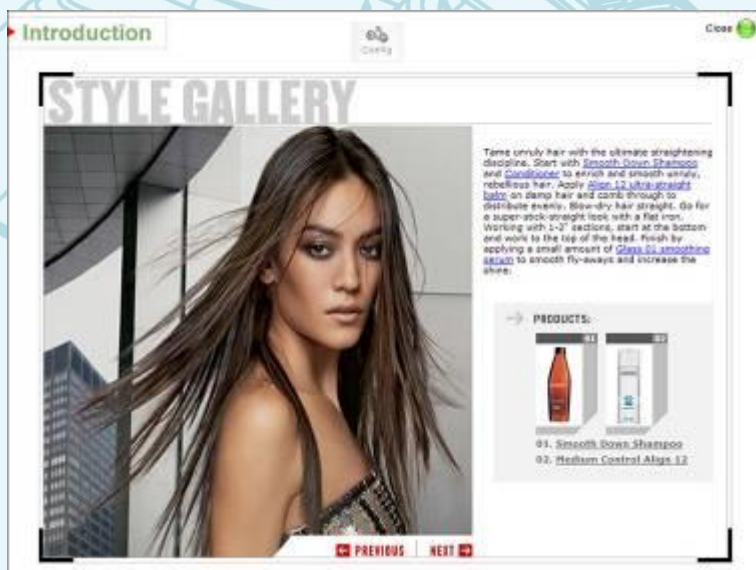 Introduction
Config
Close
STYLE GALLERY
Tame unruly hair with the ultimate straightening
discipline. Start with Smooth Down Shampoo
and Conditioner to enrich and smooth unruly,
rebellious hair. Apply Align 12 ultra-straight
balm on damp hair and comb through to
distribute evenly. Blow-dry hair straight. Go for
a super-stick-straight look with a flat iron.
Working with 1-2" sections, start at the bottom
and work to the top of the head. Finish by
applying a small amount of Glass 01 smoothing
serum to smooth fly-aways and increase the
shine.
PRODUCTS:
01 02
01. Smooth Down Shampoo
02. Medium Control Align 12
PREVIOUS NEXT